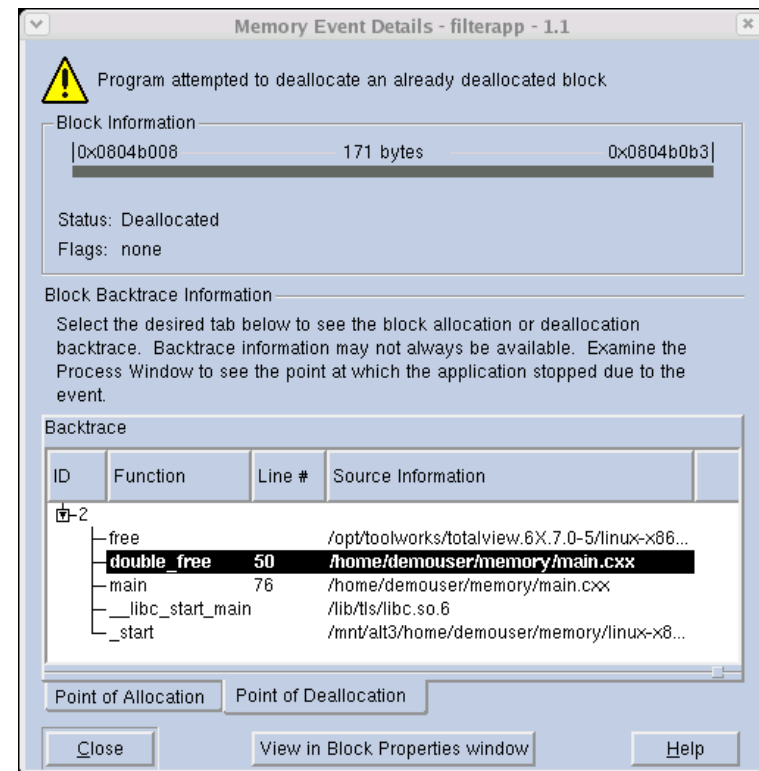 Memory Event Details - filterapp - 1.1
Program attempted to deallocate an already deallocated block
Block Information
|0x0804b008 171 bytes 0x0804b0b3|
Status: Deallocated
Flags: none
Block Backtrace Information
Select the desired tab below to see the block allocation or deallocation
backtrace. Backtrace information may not always be available. Examine the
Process Window to see the point at which the application stopped due to the
event.
Backtrace
ID Function Line # Source Information
2
free /opt/toolworks/totalview.6X.7.0-5/linux-x86...
double_free 50 /home/demouser/memory/main.cxx
main 76 /home/demouser/memory/main.cxx
__libc_start_main /lib/tls/libc.so.6
_start /mnt/alt3/home/demouser/memory/linux-x8...
Point of Allocation Point of Deallocation
Close View in Block Properties window Help